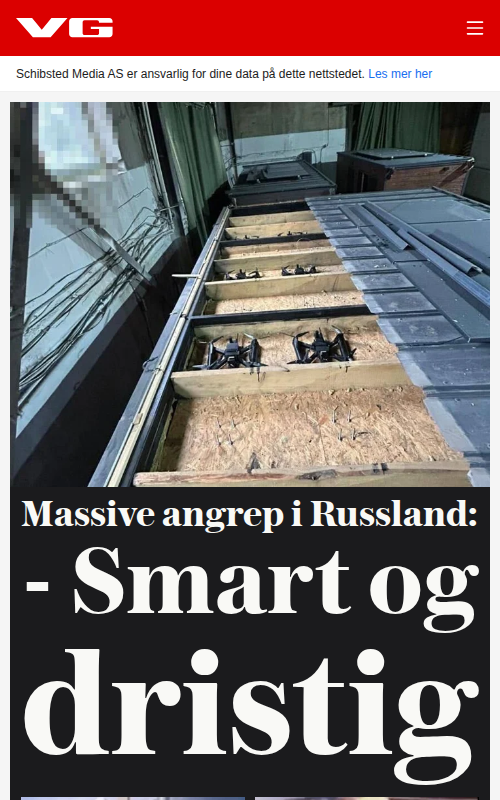 VG
Schibsted Media AS er ansvarlig for dine data på dette nettstedet. Les mer her
Massive angrep i Russland:
- Smart og
dristig